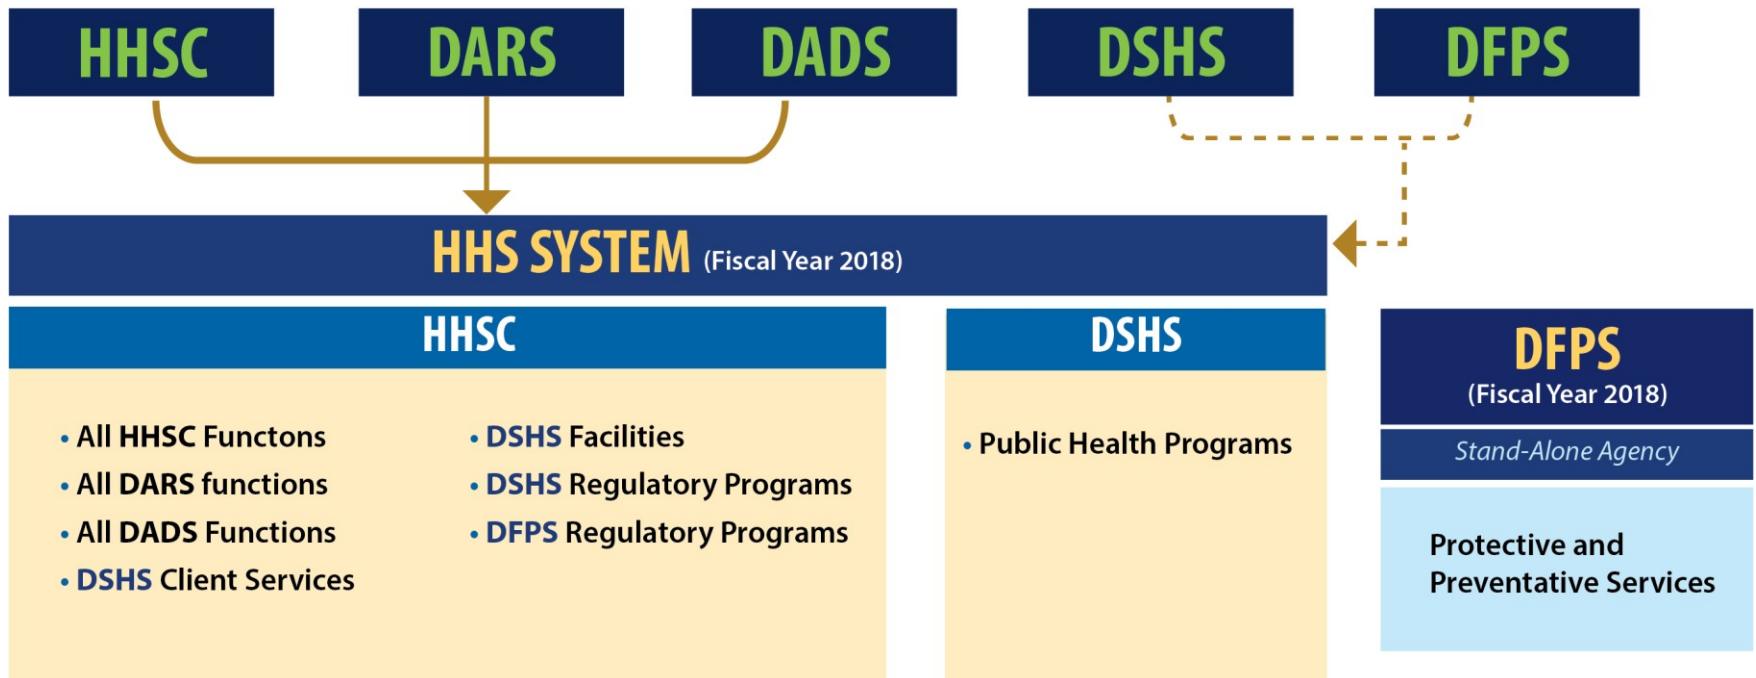 HHSC
DARS
DADS
DSHS
DFPS
HHS SYSTEM (Fiscal Year 2018)
HHSC
• All HHSC Functons
• All DARS functions
• All DADS Functions
• DSHS Client Services
• DSHS Facilities
• DSHS Regulatory Programs
• DFPS Regulatory Programs
DSHS
• Public Health Programs
DFPS
(Fiscal Year 2018)
Stand-Alone Agency
Protective and
Preventative Services